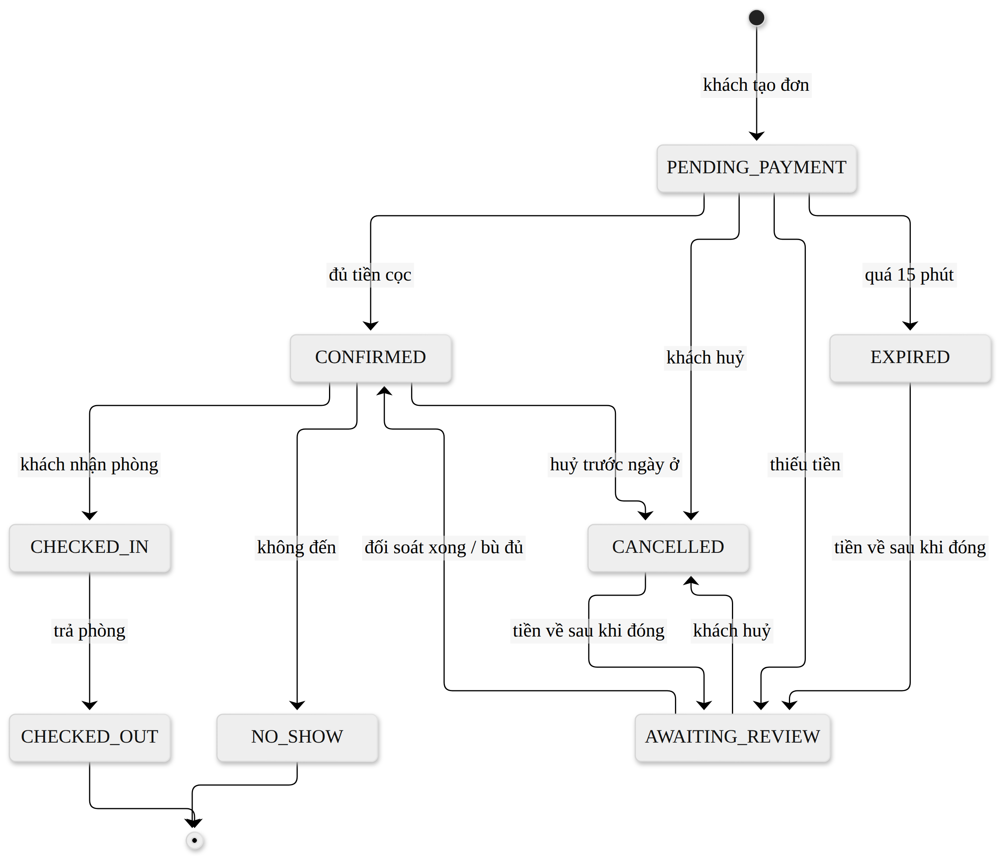 khách tạo đơn
PENDING_PAYMENT
đủ tiền cọc
quá 15 phút
CONFIRMED
khách huỷ
EXPIRED
khách nhận phòng
huỷ trước ngày ở
thiếu tiền
CHECKED_IN
không đến
đối soát xong / bù đủ
CANCELLED
tiền về sau khi đóng
trả phòng
tiền về sau khi đóng
khách huỷ
CHECKED_OUT
NO_SHOW
AWAITING_REVIEW